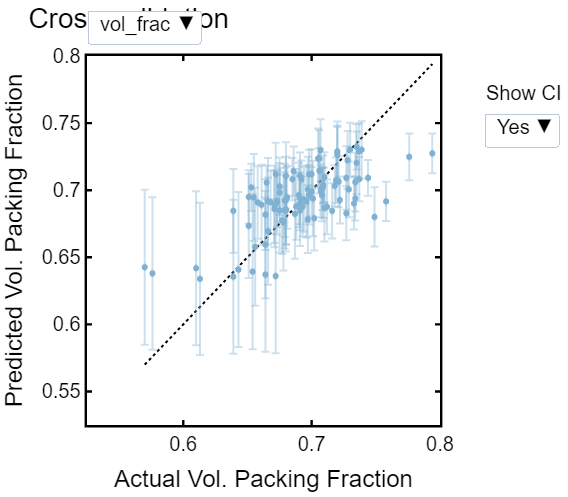 Cros
on
vol_frac ▼
Show CI
Yes ▼
Predicted Vol. Packing Fraction
0.8
0.75
0.7
0.65
0.6
0.55
0.6
0.7
0.8
Actual Vol. Packing Fraction